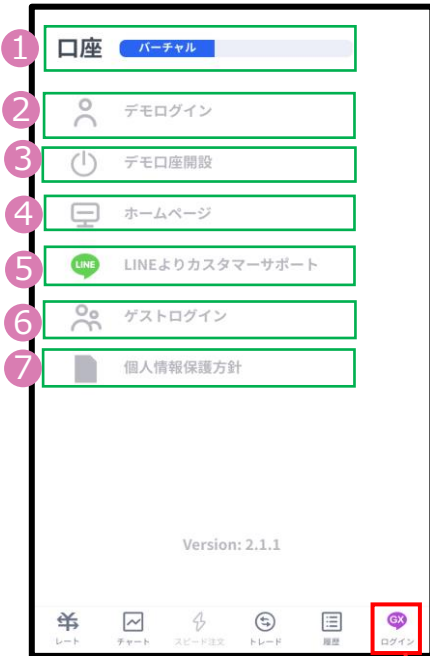 1 口座 バーチャル
2 デモログイン
3 デモ口座開設
4 ホームページ
5 LINE LINEよりカスタマーサポート
6 ゲストログイン
7 個人情報保護方針
Version: 2.1.1
GX
レート チャート スピード注文 トレード 履歴 ログイン